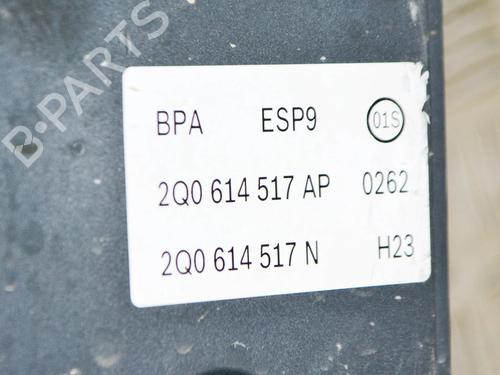 B-PARTS
BPA ESP9 01S
2Q0 614 517 AP 0262
2Q0 614 517 N H23